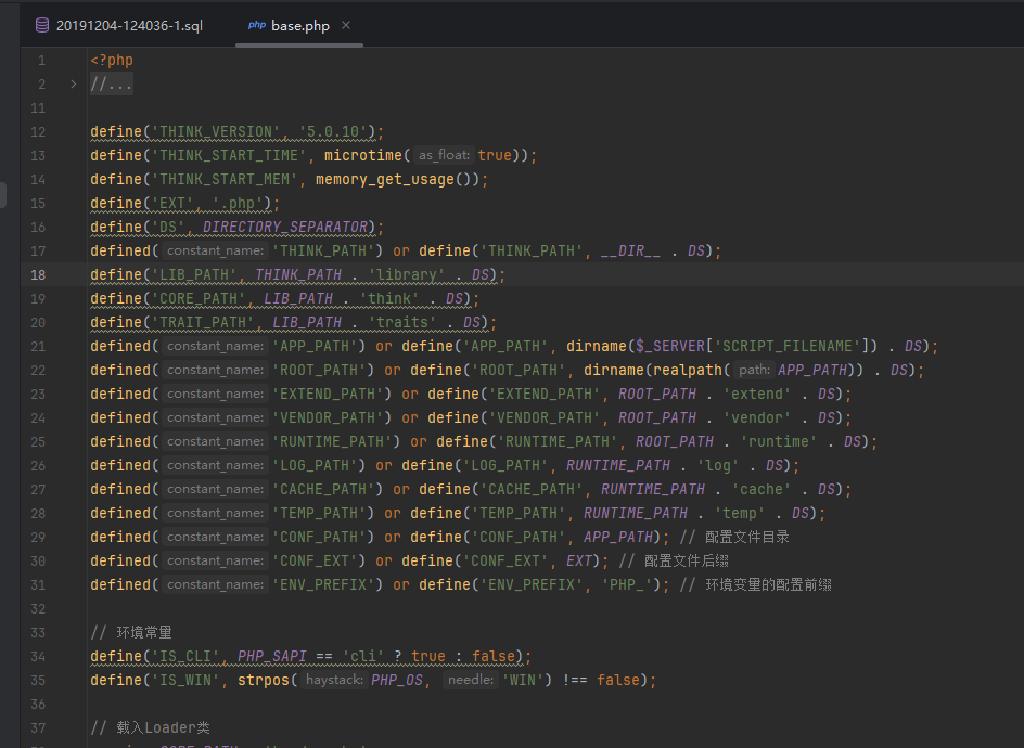 20191204-124036-1.sql
php base.php ×
1 <?php
2 > //...
11
12 define('THINK_VERSION', '5.0.10');
13 define('THINK_START_TIME', microtime( as_float: true));
14 define('THINK_START_MEM', memory_get_usage());
15 define('EXT', '.php');
16 define('DS', DIRECTORY_SEPARATOR);
17 defined( constant_name: 'THINK_PATH') or define('THINK_PATH', __DIR__ . DS);
18 define('LIB_PATH', THINK_PATH . 'library' . DS);
19 define('CORE_PATH', LIB_PATH . 'think' . DS);
20 define('TRAIT_PATH', LIB_PATH . 'traits' . DS);
21 defined( constant_name: 'APP_PATH') or define('APP_PATH', dirname($_SERVER['SCRIPT_FILENAME']) . DS);
22 defined( constant_name: 'ROOT_PATH') or define('ROOT_PATH', dirname(realpath( path: APP_PATH)) . DS);
23 defined( constant_name: 'EXTEND_PATH') or define('EXTEND_PATH', ROOT_PATH . 'extend' . DS);
24 defined( constant_name: 'VENDOR_PATH') or define('VENDOR_PATH', ROOT_PATH . 'vendor' . DS);
25 defined( constant_name: 'RUNTIME_PATH') or define('RUNTIME_PATH', ROOT_PATH . 'runtime' . DS);
26 defined( constant_name: 'LOG_PATH') or define('LOG_PATH', RUNTIME_PATH . 'log' . DS);
27 defined( constant_name: 'CACHE_PATH') or define('CACHE_PATH', RUNTIME_PATH . 'cache' . DS);
28 defined( constant_name: 'TEMP_PATH') or define('TEMP_PATH', RUNTIME_PATH . 'temp' . DS);
29 defined( constant_name: 'CONF_PATH') or define('CONF_PATH', APP_PATH); // 配置文件目录
30 defined( constant_name: 'CONF_EXT') or define('CONF_EXT', EXT); // 配置文件后缀
31 defined( constant_name: 'ENV_PREFIX') or define('ENV_PREFIX', 'PHP_'); // 环境变量的配置前缀
32
33 // 环境常量
34 define('IS_CLI', PHP_SAPI == 'cli' ? true : false);
35 define('IS_WIN', strpos( haystack: PHP_OS, needle: 'WIN') !== false);
36
37 // 载入Loader类